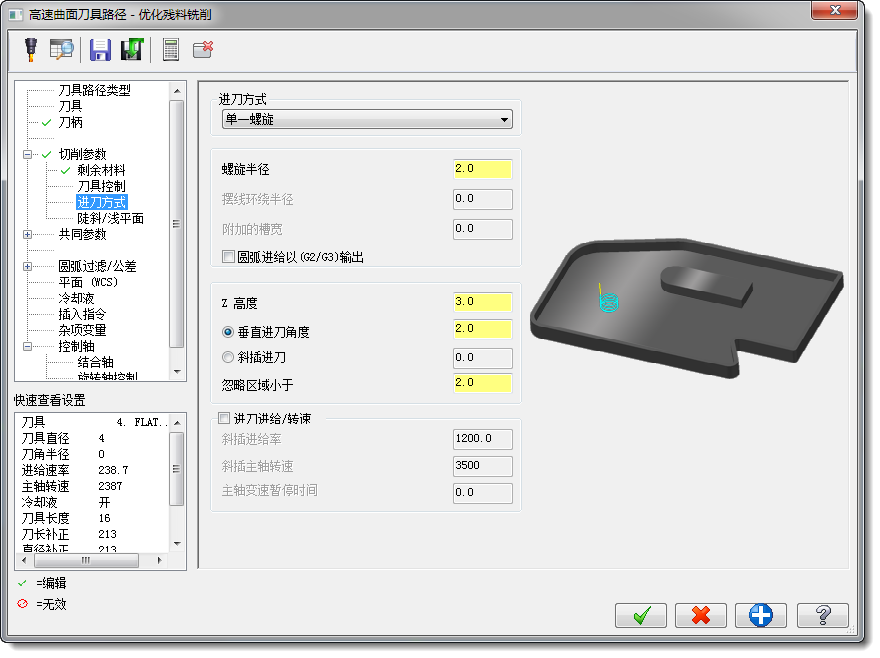 高速曲面刀具路径 - 优化残料铣削
刀具路径类型
刀具
刀柄
切削参数
剩余材料
刀具控制
进刀方式
陡斜/浅平面
共同参数
圆弧过滤/公差
平面 (WCS)
冷却液
插入指令
杂项变量
控制轴
结合轴
旋转轴控制
快速查看设置
刀具 4. FLAT..
刀具直径 4
刀角半径 0
进给速率 238.7
主轴转速 2387
冷却液 开
刀具长度 16
刀长补正 213
直径补正 213
=编辑
=无效
进刀方式
单一螺旋
螺旋半径 2.0
摆线环绕半径 0.0
附加的槽宽 0.0
圆弧进给以(G2/G3)输出
Z 高度 3.0
垂直进刀角度 2.0
斜插进刀 0.0
忽略区域小于 2.0
进刀进给/转速
斜插进给率 1200.0
斜插主轴转速 3500
主轴变速暂停时间 0.0